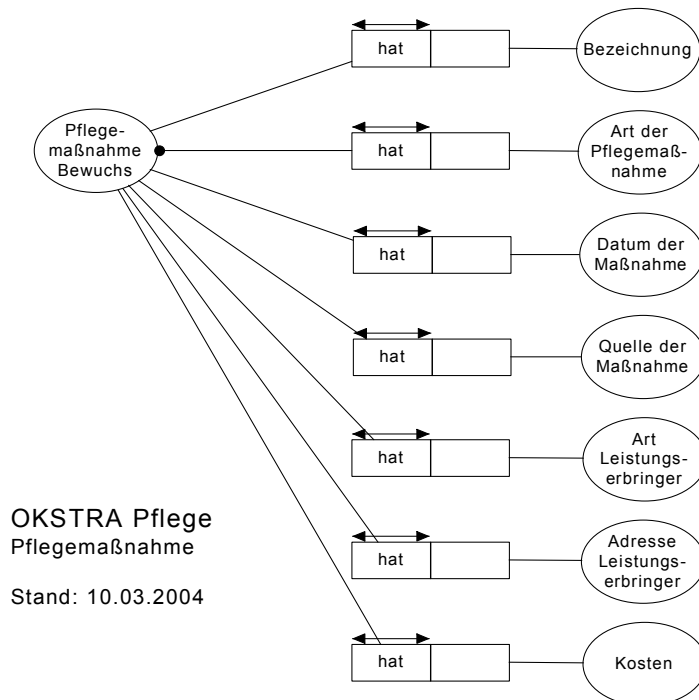 hat
Bezeichnung
Pflege-
maßnahme
Bewuchs
hat
Art der
Pflegemaß-
nahme
hat
Datum der
Maßnahme
hat
Quelle der
Maßnahme
hat
Art
Leistungs-
erbringer
hat
Adresse
Leistungs-
erbringer
hat
Kosten
OKSTRA Pflege
Pflegemaßnahme
Stand: 10.03.2004